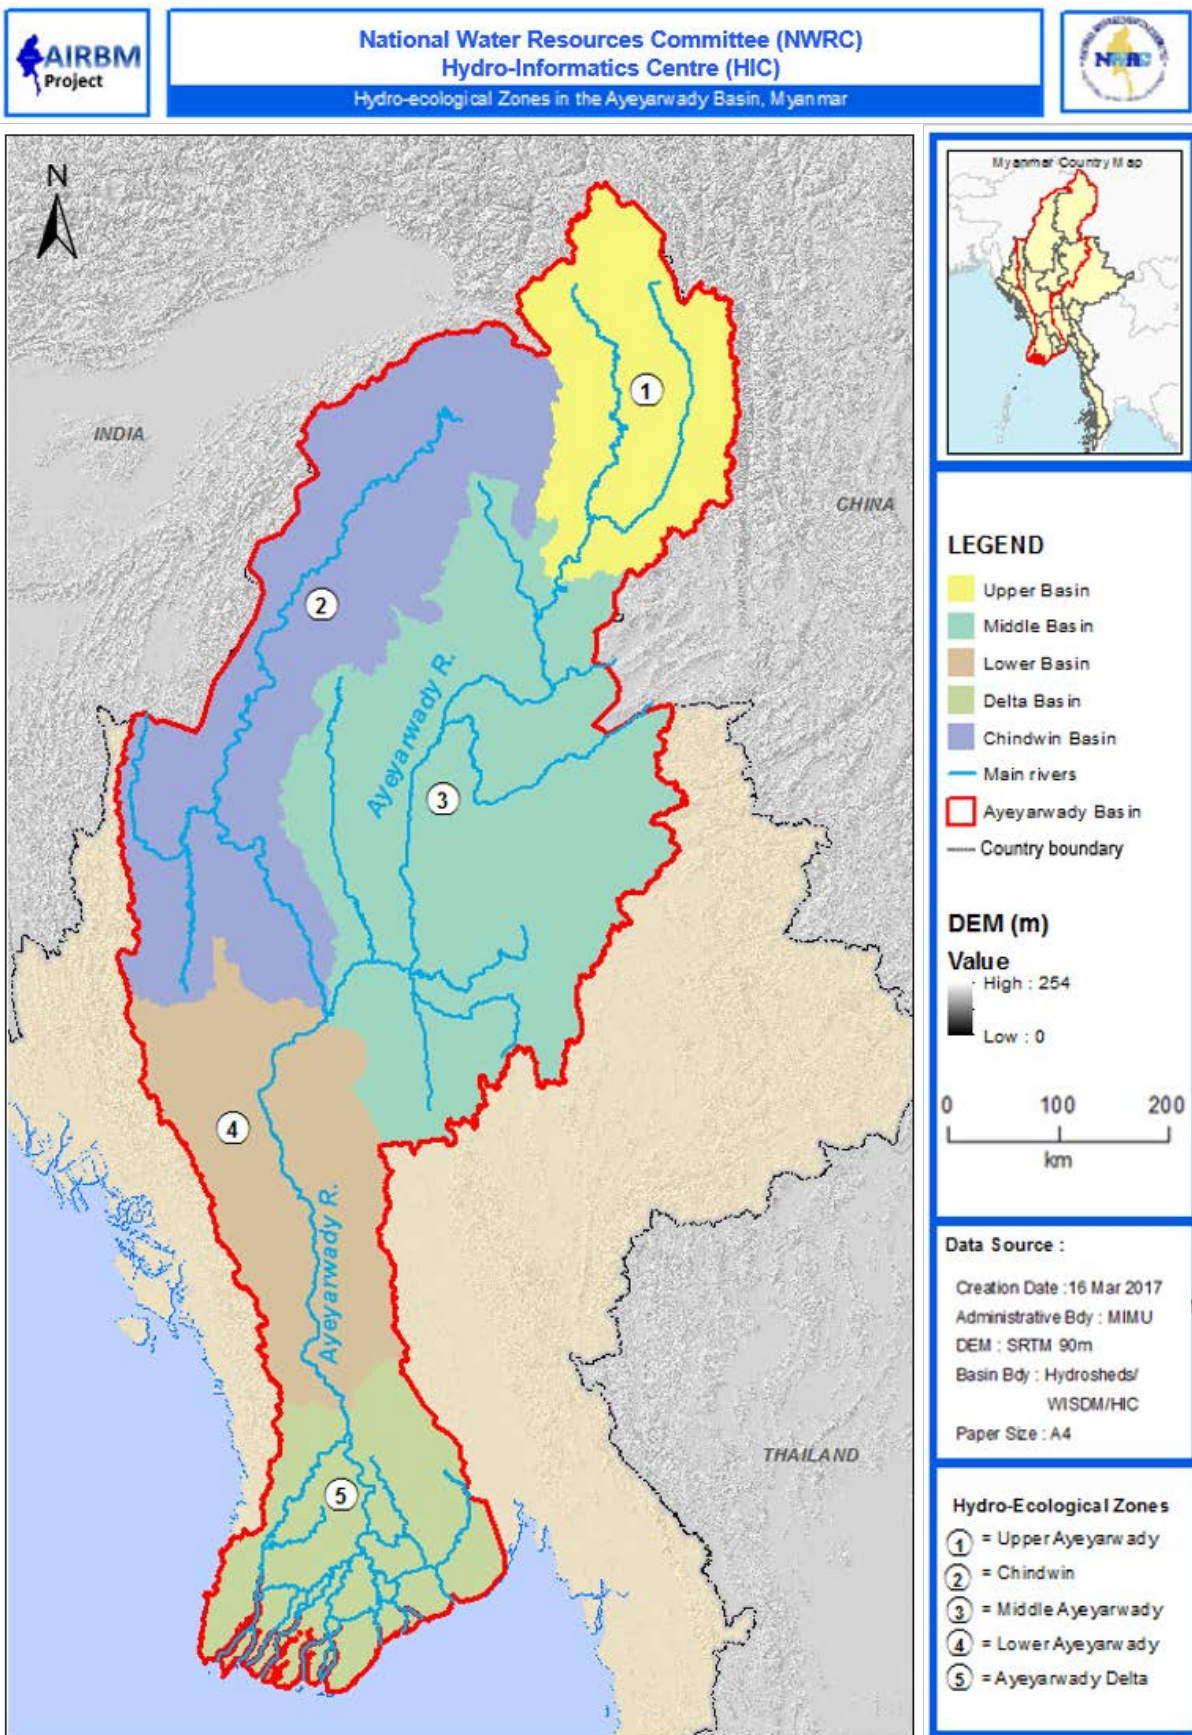 AIRBM
Project
National Water Resources Committee (NWRC)
Hydro-Informatics Centre (HIC)
Hydro-ecological Zones in the Ayeyarwady Basin, Myanmar
NWRC
N
INDIA
CHINA
THAILAND
1
2
3
4
5
Ayeyarwady R.
Ayeyarwady R.
Myanmar Country Map
LEGEND
Upper Basin
Middle Basin
Lower Basin
Delta Basin
Chindwin Basin
Main rivers
Ayeyarwady Basin
Country boundary
DEM (m)
Value
High : 254
Low : 0
0 100 200
km
Data Source :
Creation Date :16 Mar 2017
Administrative Bdy : MIMU
DEM : SRTM 90m
Basin Bdy : Hydrosheds/
WISDM/HIC
Paper Size : A4
Hydro-Ecological Zones
1 = Upper Ayeyarwady
2 = Chindwin
3 = Middle Ayeyarwady
4 = Lower Ayeyarwady
5 = Ayeyarwady Delta